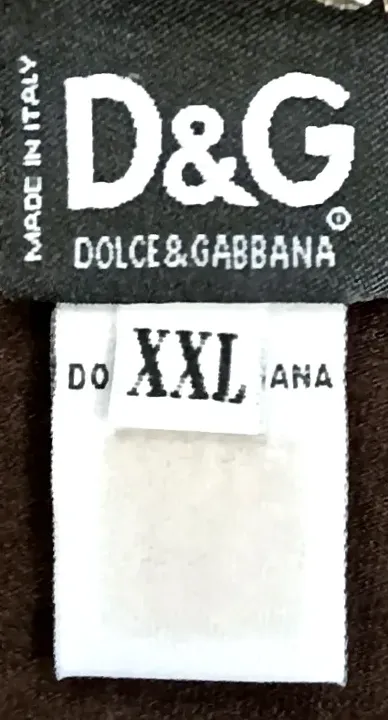 MADE IN ITALY
D&G
DOLCE&GABBANA
DO XXL ANA